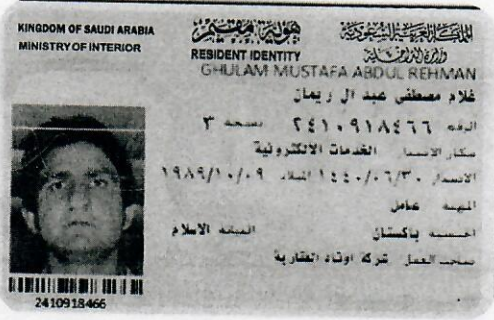 KINGDOM OF SAUDI ARABIA
MINISTRY OF INTERIOR
المملكة العربية السعودية
وزارة الداخلية
هوية مقيم
RESIDENT IDENTITY
GHULAM MUSTAFA ABDUL REHMAN
غلام مصطفى عبد ال ريمان
الرقم ٢٤١٠٩١٨٤٦٦ نسخة ٣
مكان الاصدار الخدمات الالكترونية
الاصدار ١٤٤٠/٠٦/٣٠ الميلاد ١٩٨٩/١٠/٠٩
المهنة عامل
الجنسية باكستان الديانة الاسلام
صاحب العمل شركة اوتاد العقارية
2410918466